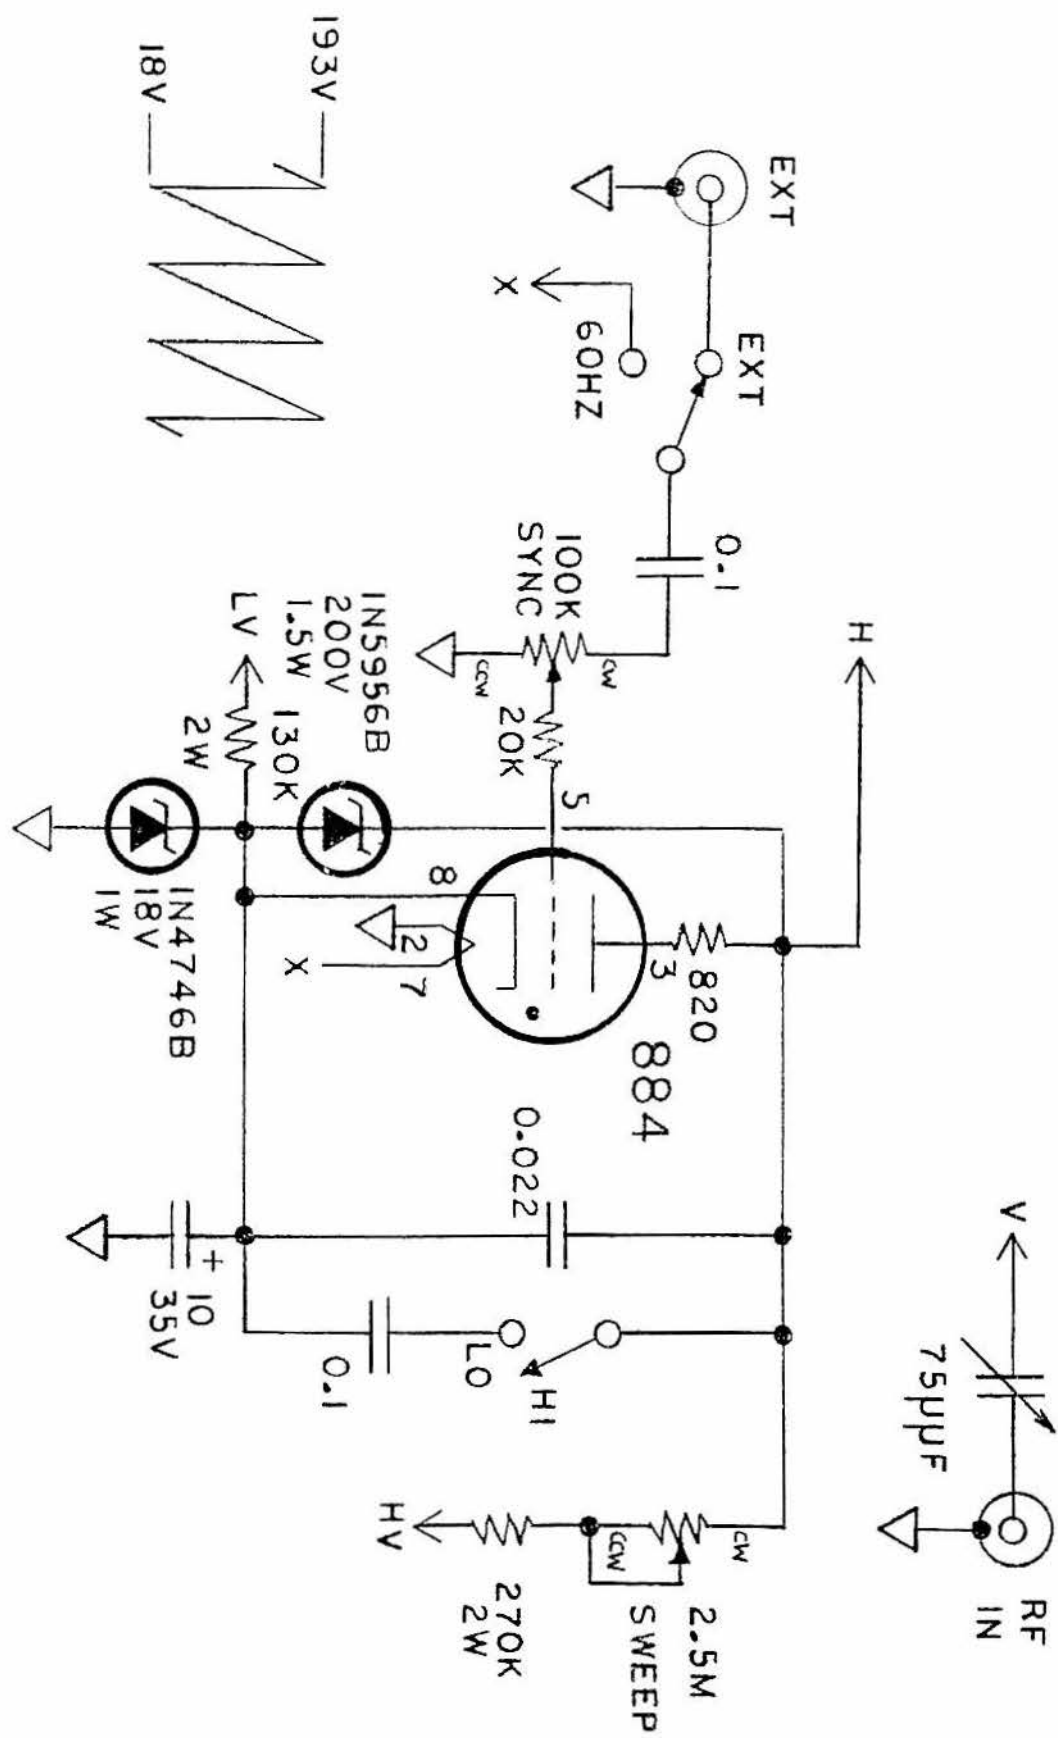 RF
IN
V
75µµF
H
EXT
EXT
60HZ
X
0.1
CW
100K
SYNC
CCW
20K
5
3
820
884
8
2
7
X
0.022
LO
HI
0.1
CW
2.5M
SWEEP
CCW
270K
2W
HV
193V
18V
IN5956B
200V
1.5W
LV
130K
2W
IN4746B
18V
1W
+
10
35V